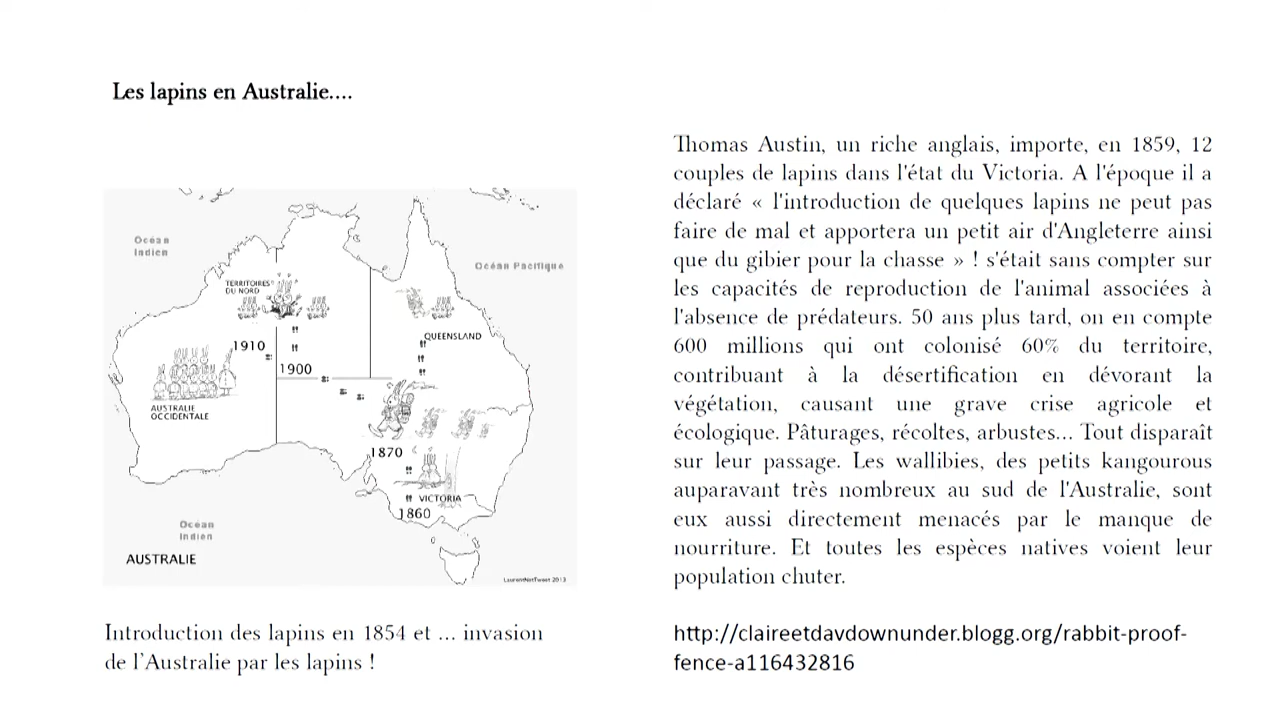 Les lapins en Australie....
Océan
Indien
Océan Pacifique
TERRITOIRES
DU NORD
QUEENSLAND
1910
1900
AUSTRALIE
OCCIDENTALE
1870
VICTORIA
1860
Océan
Indien
AUSTRALIE
LaurentNetTweet 2013
Introduction des lapins en 1854 et ... invasion
de l'Australie par les lapins !
Thomas Austin, un riche anglais, importe, en 1859, 12
couples de lapins dans l'état du Victoria. A l'époque il a
déclaré « l'introduction de quelques lapins ne peut pas
faire de mal et apportera un petit air d'Angleterre ainsi
que du gibier pour la chasse » ! s'était sans compter sur
les capacités de reproduction de l'animal associées à
l'absence de prédateurs. 50 ans plus tard, on en compte
600 millions qui ont colonisé 60% du territoire,
contribuant à la désertification en dévorant la
végétation, causant une grave crise agricole et
écologique. Pâturages, récoltes, arbustes... Tout disparaît
sur leur passage. Les wallibies, des petits kangourous
auparavant très nombreux au sud de l'Australie, sont
eux aussi directement menacés par le manque de
nourriture. Et toutes les espèces natives voient leur
population chuter.
http://claireetdavdownunder.blogg.org/rabbit-proof-
fence-a116432816